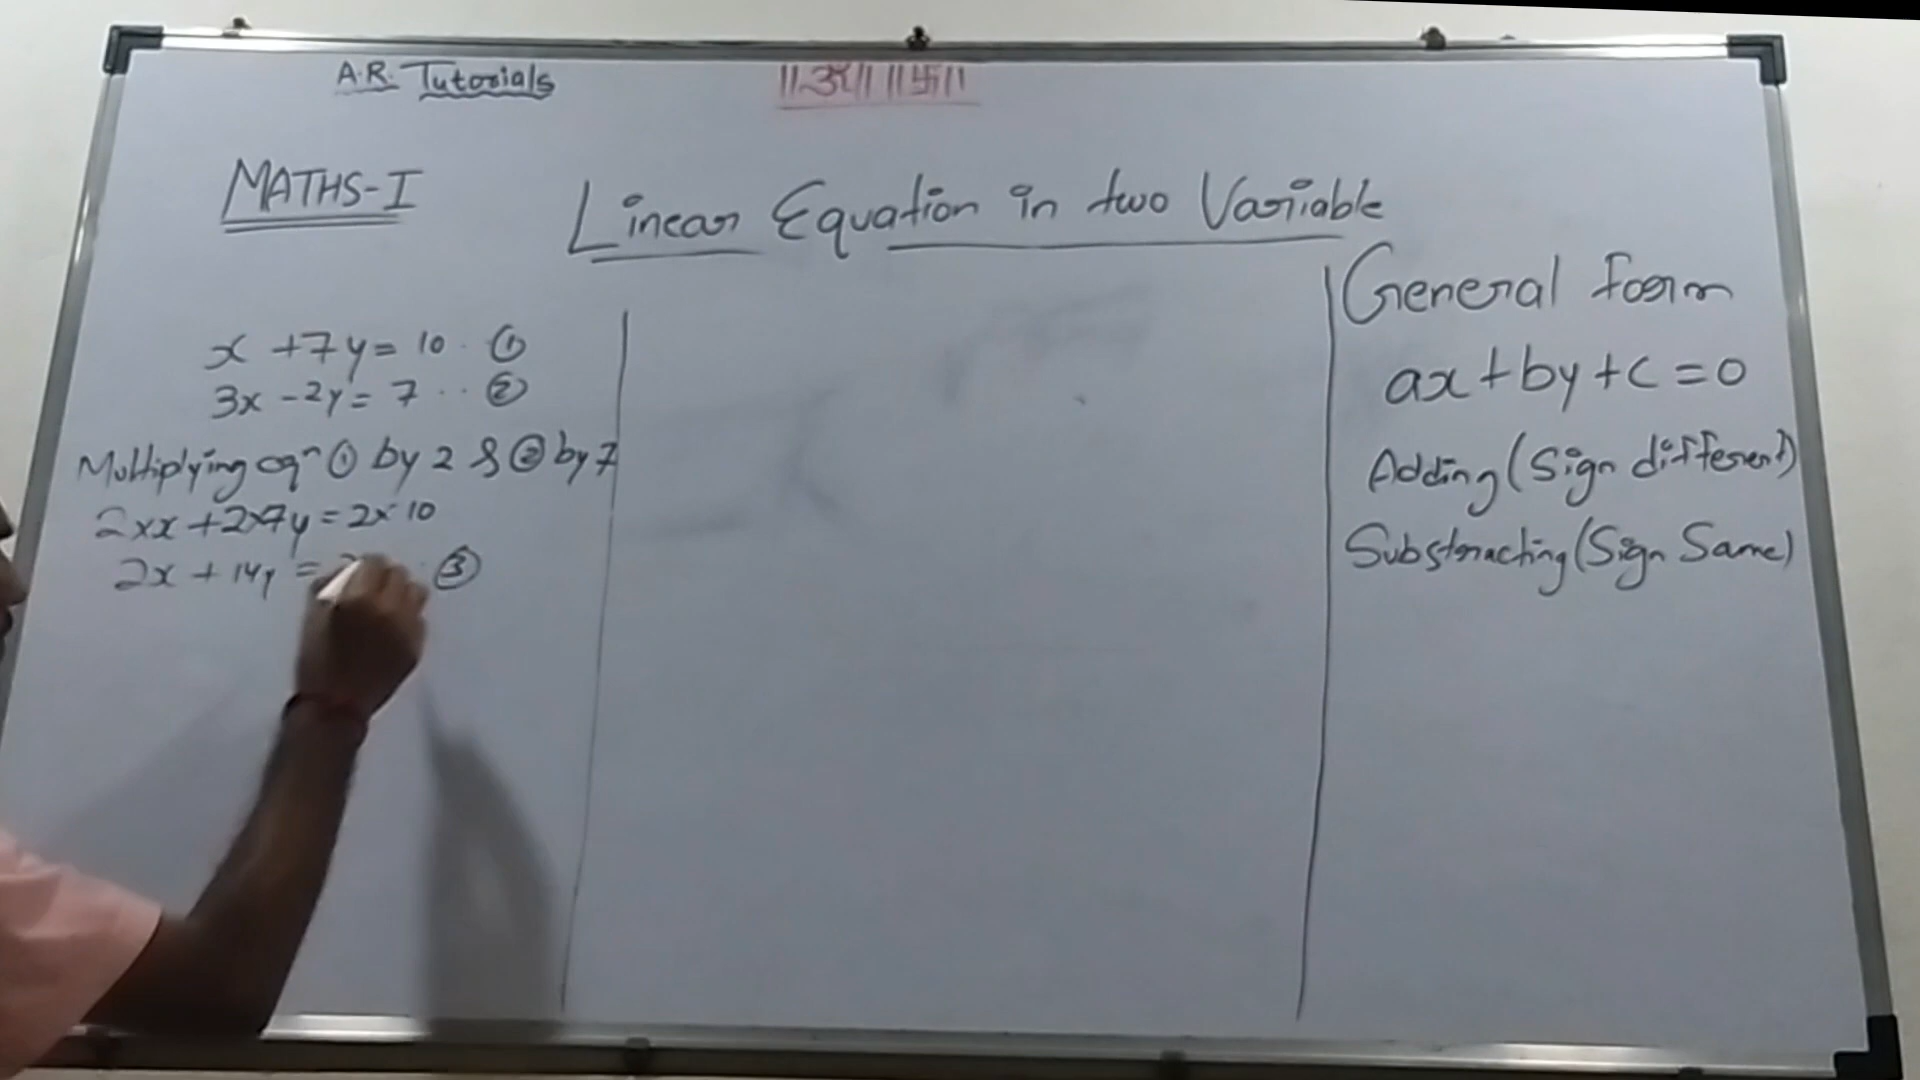 A.R. Tutorials
॥ॐ॥ ॥卐॥
MATHS-I
Linear Equation in two Variable
x + 7y = 10 .. ①
3x - 2y = 7 ... ②
Multiplying eqⁿ ① by 2 & ② by 7
2×x + 2×7y = 2×10
2x + 14y = ③
General form
ax + by + c = 0
Adding (Sign different)
Substracting (Sign Same)